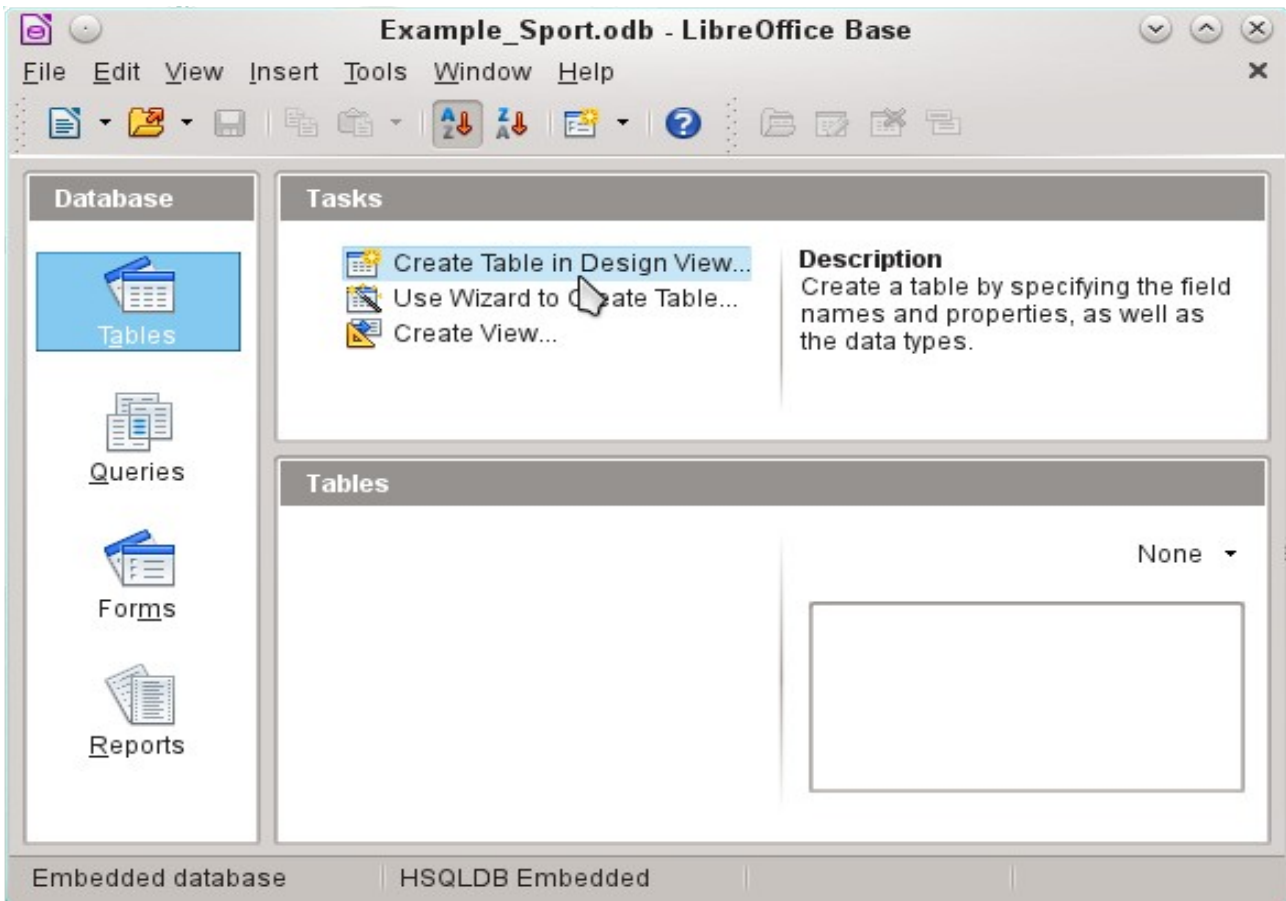 Example_Sport.odb - LibreOffice Base
File Edit View Insert Tools Window Help
Database
Tables
Queries
Forms
Reports
Tasks
Create Table in Design View...
Use Wizard to Create Table...
Create View...
Description
Create a table by specifying the field
names and properties, as well as
the data types.
Tables
None
Embedded database
HSQLDB Embedded